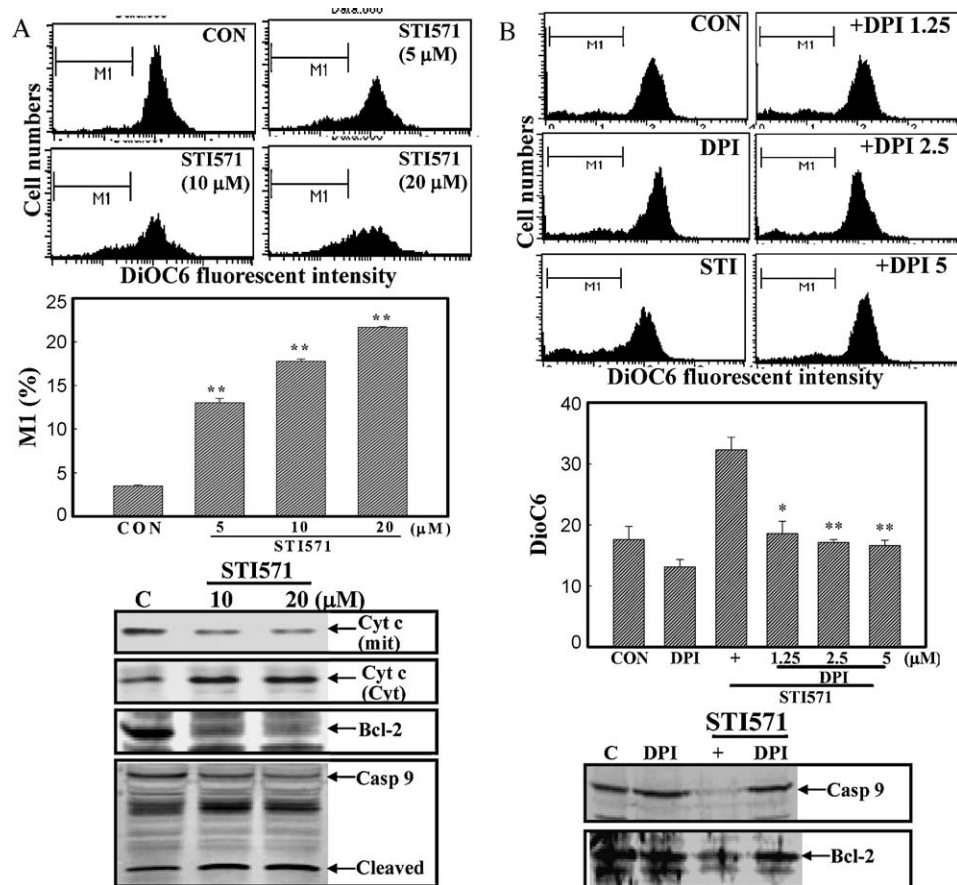 A
CON
M1
STI571
(5 μM)
M1
STI571
(10 μM)
M1
STI571
(20 μM)
M1
Cell numbers
DiOC6 fluorescent intensity
25
20
15
10
5
0
M1 (%)
**
**
**
CON
5
10
20
(μM)
STI571
STI571
C
10
20 (μM)
Cyt c
(mit)
Cyt c
(Cyt)
Bcl-2
Casp 9
Cleaved
B
CON
M1
+DPI 1.25
M1
DPI
M1
+DPI 2.5
M1
STI
M1
+DPI 5
M1
Cell numbers
DiOC6 fluorescent intensity
40
30
20
10
0
DioC6
*
**
**
CON
DPI
+
1.25
2.5
5
(μM)
DPI
STI571
STI571
C
DPI
+
DPI
Casp 9
Bcl-2